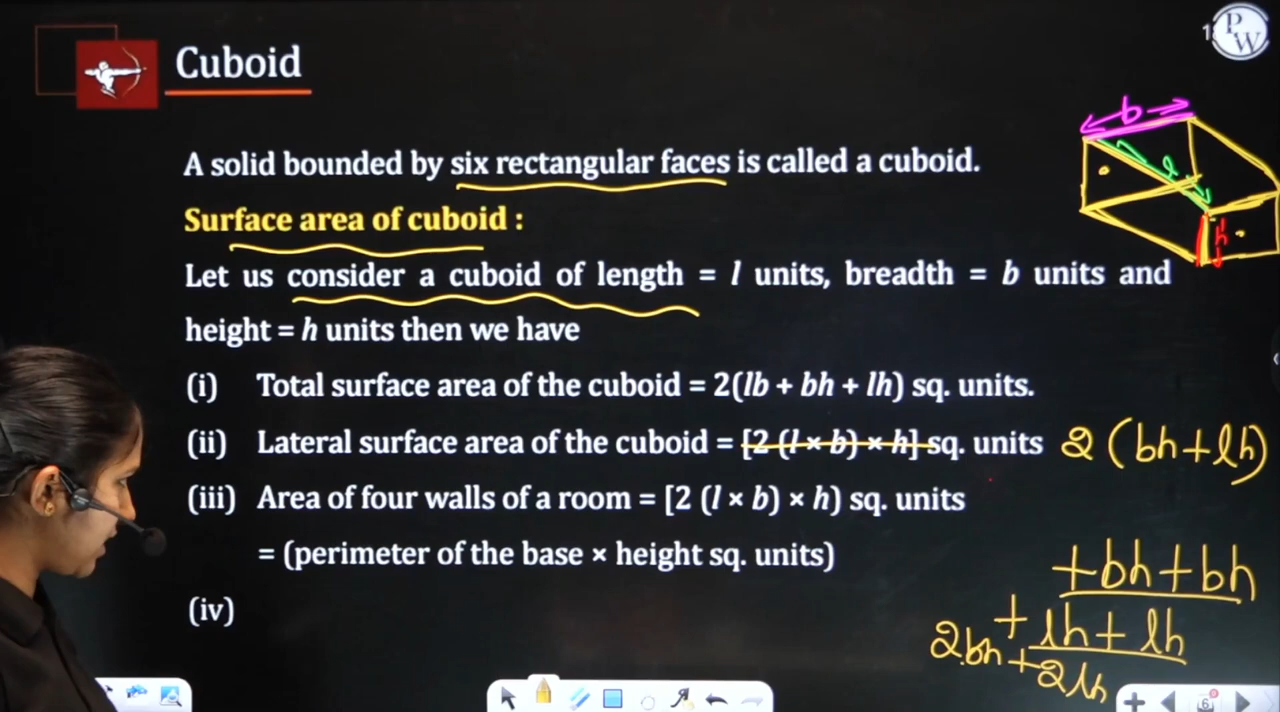 PW
Cuboid
A solid bounded by six rectangular faces is called a cuboid.
Surface area of cuboid :
Let us consider a cuboid of length = l units, breadth = b units and
height = h units then we have
(i) Total surface area of the cuboid = 2(lb + bh + lh) sq. units.
(ii) Lateral surface area of the cuboid = [2 (l × b) × h] sq. units 2 (bh+lh)
(iii) Area of four walls of a room = [2 (l × b) × h) sq. units
= (perimeter of the base × height sq. units)
(iv)
+bh+bh
+ lh+ lh
2bh+2lh
b
l
h
6